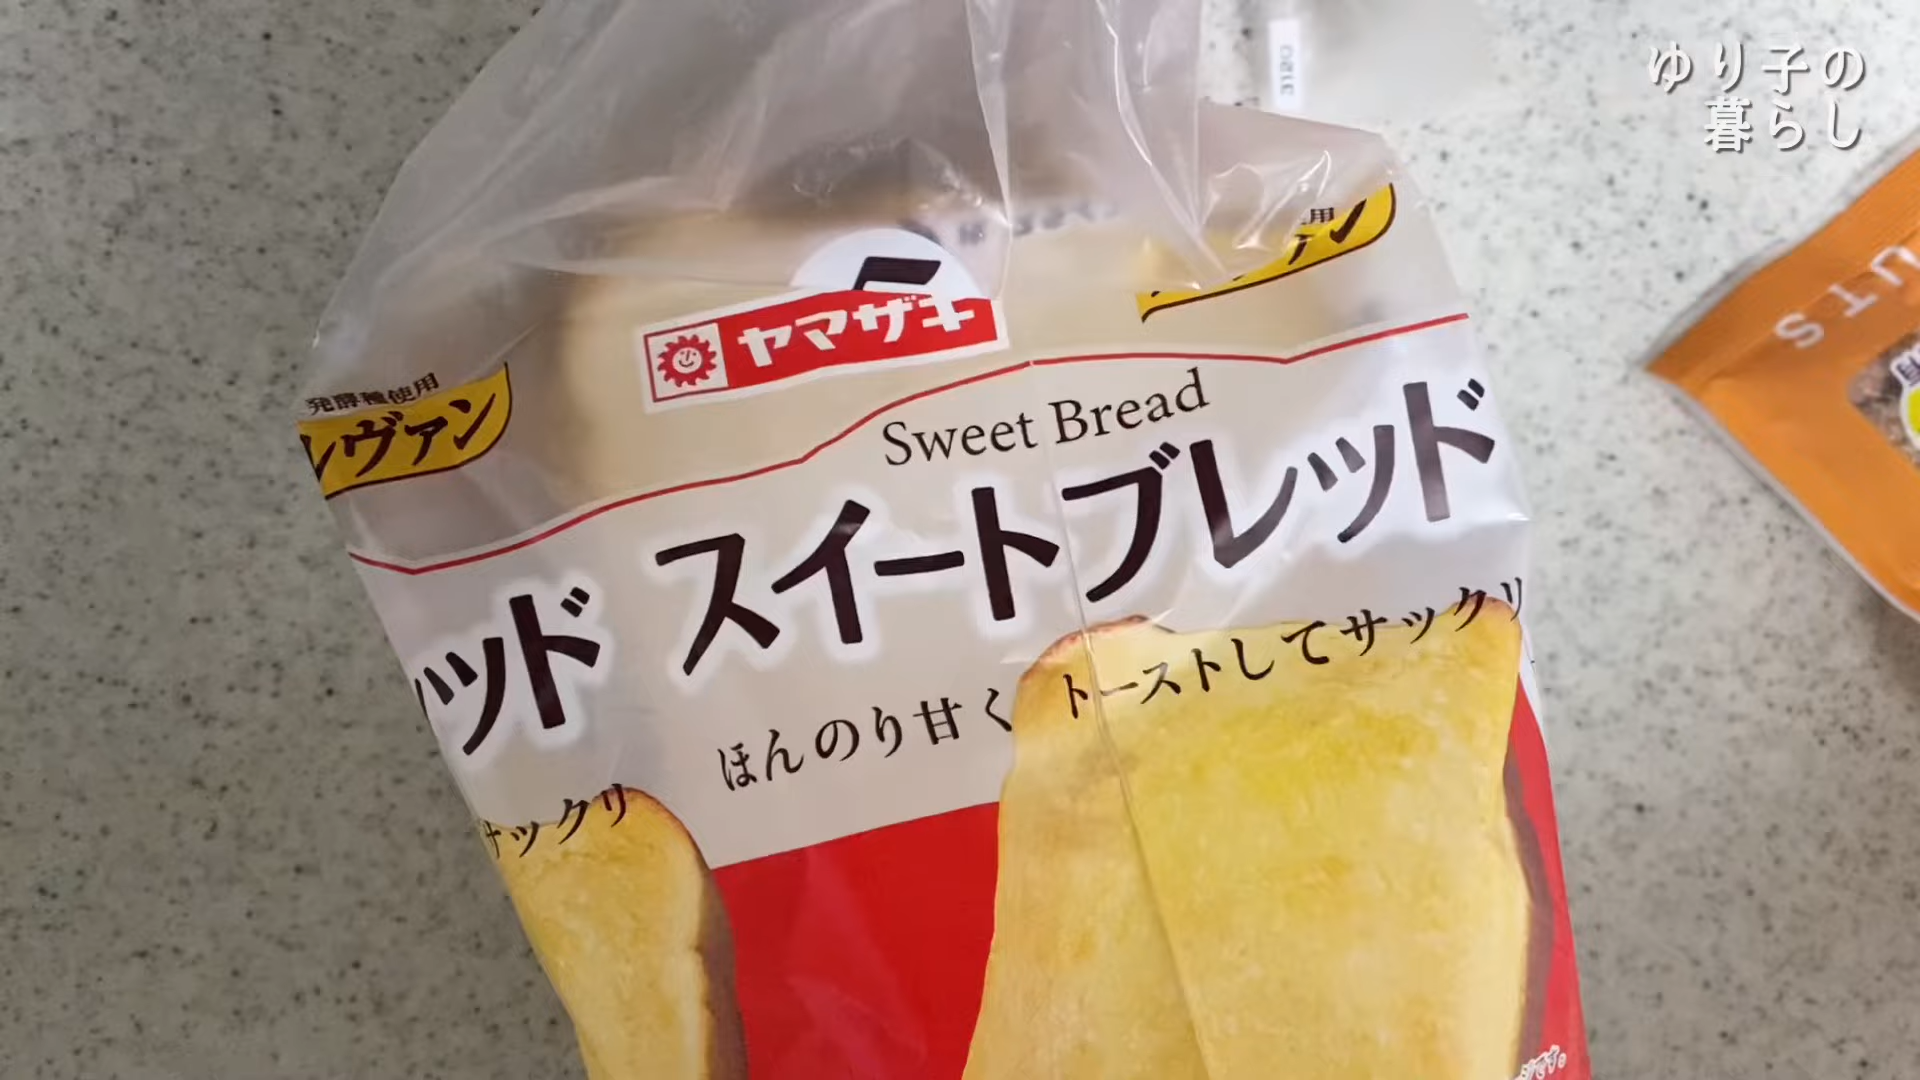 ゆり子の
暮らし
ヤマザキ
発酵種使用
レヴァン
Sweet Bread
スイートブレッド
ほんのり甘く トーストしてサックリ
ッド
サックリ
UTS